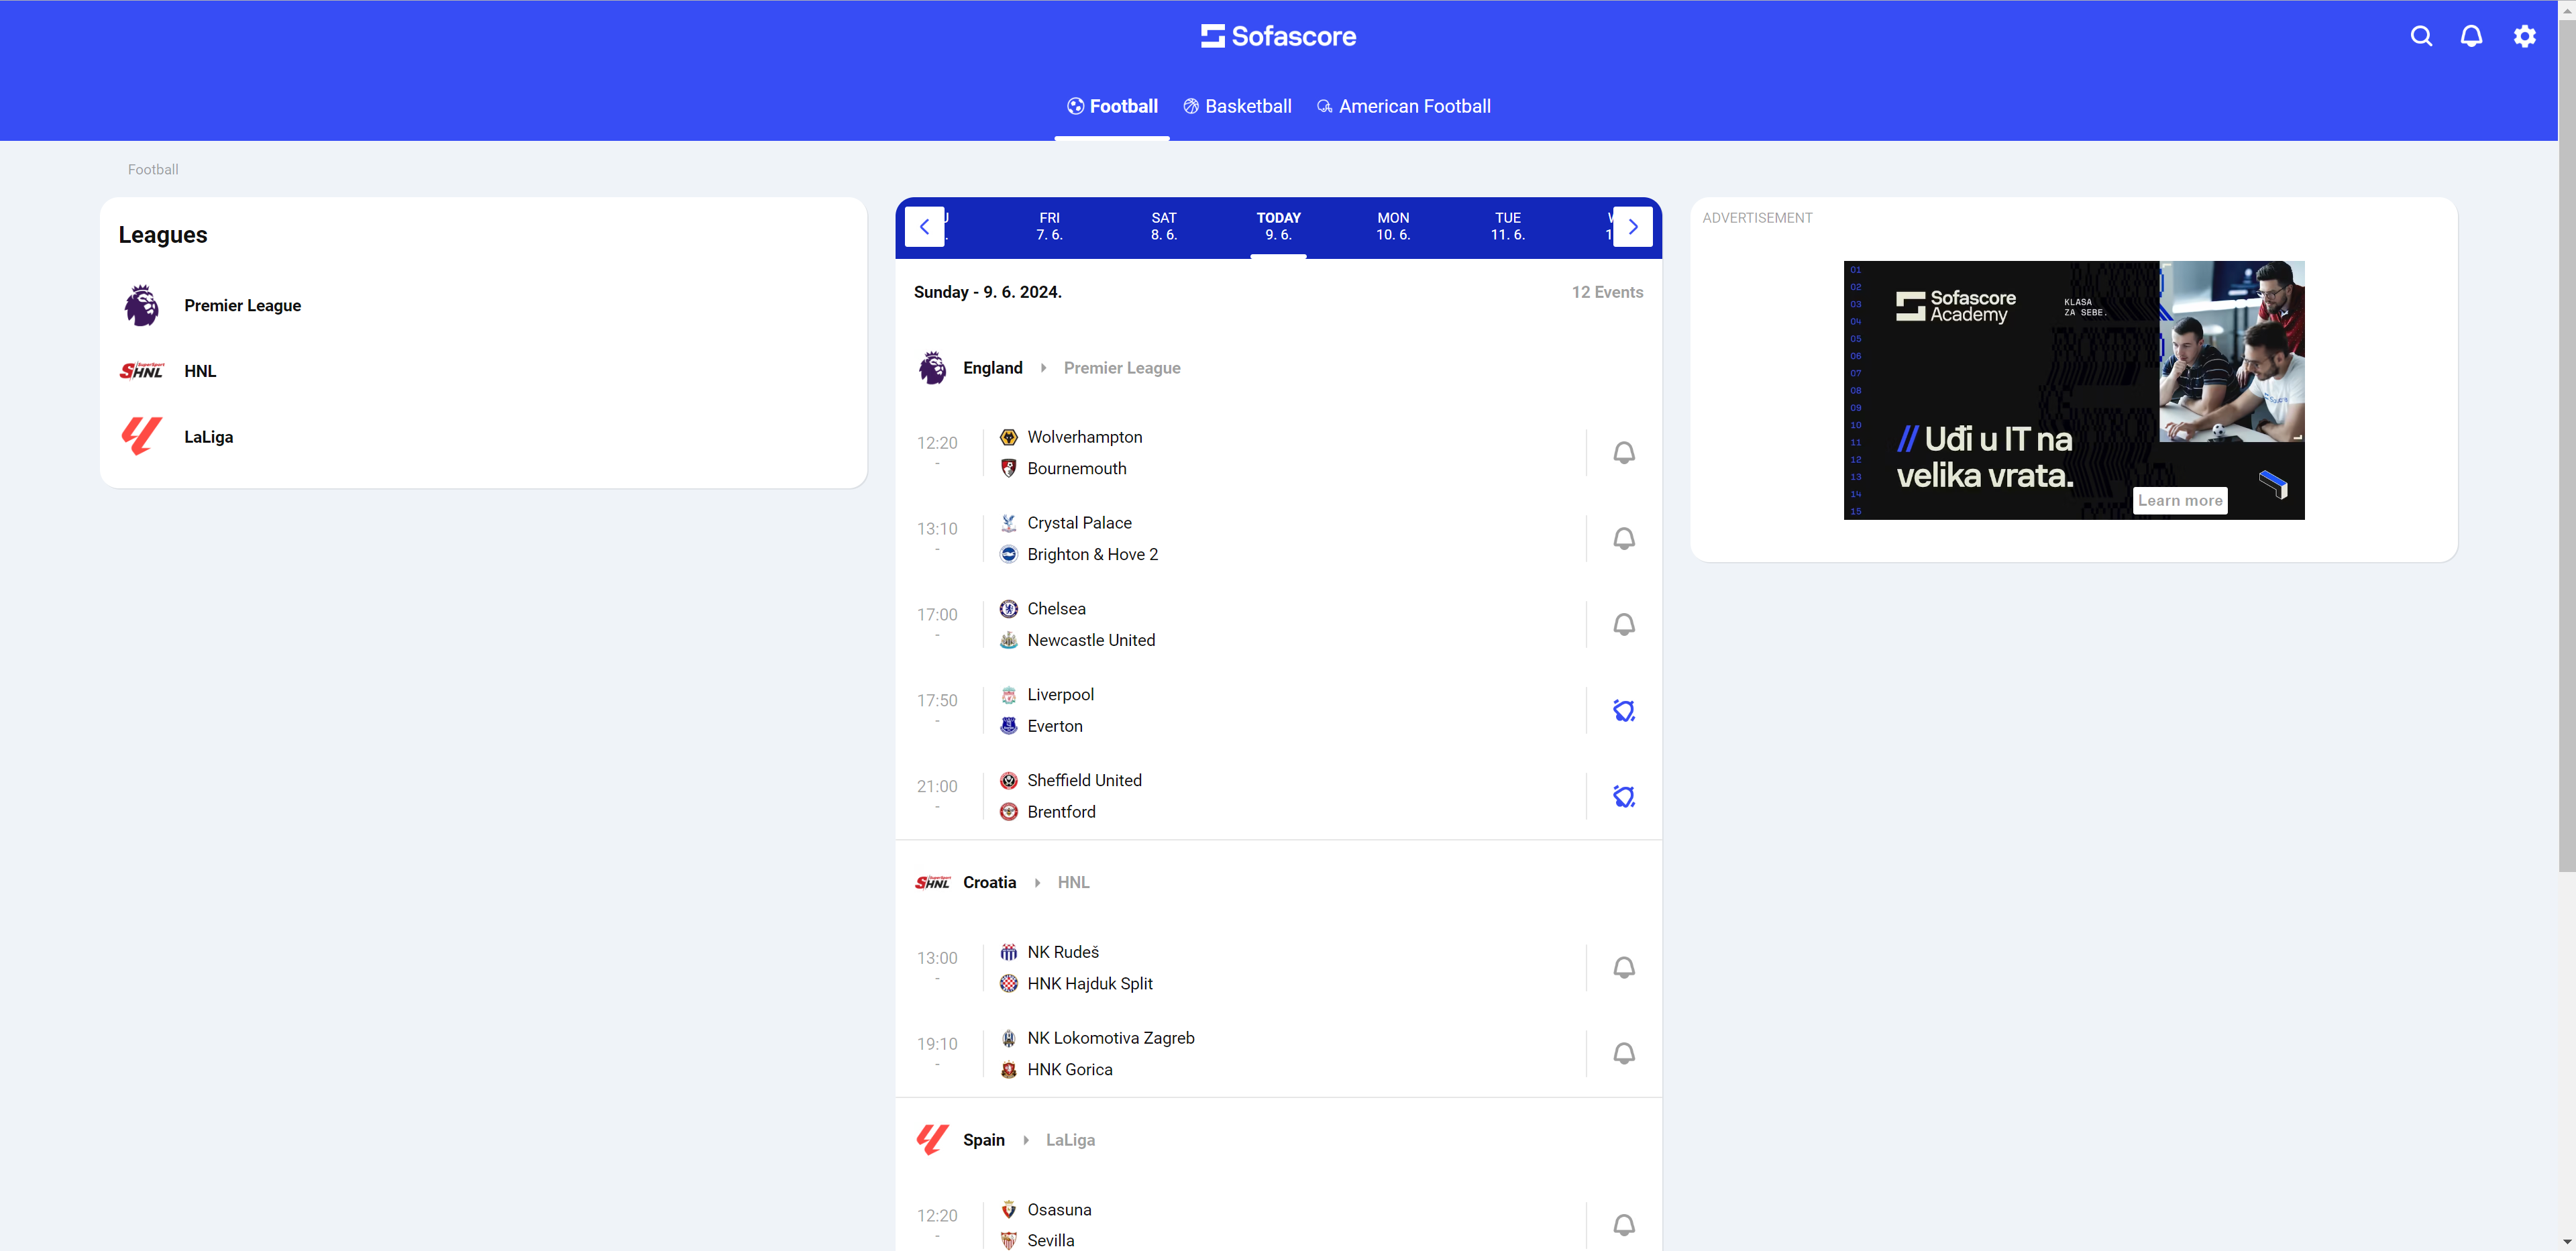 Sofascore
Football
Basketball
American Football
Football
Leagues
Premier League
HNL
LaLiga
FRI
7. 6.
SAT
8. 6.
TODAY
9. 6.
MON
10. 6.
TUE
11. 6.
Sunday - 9. 6. 2024.
12 Events
England
Premier League
12:20
-
Wolverhampton
Bournemouth
13:10
-
Crystal Palace
Brighton & Hove 2
17:00
-
Chelsea
Newcastle United
17:50
-
Liverpool
Everton
21:00
-
Sheffield United
Brentford
SuperSport
HNL
Croatia
HNL
13:00
-
NK Rudeš
HNK Hajduk Split
19:10
-
NK Lokomotiva Zagreb
HNK Gorica
Spain
LaLiga
12:20
-
Osasuna
Sevilla
ADVERTISEMENT
01
02
03
04
05
06
07
08
09
10
11
12
13
14
15
Sofascore
Academy
KLASA
ZA SEBE.
// Uđi u IT na
velika vrata.
Learn more